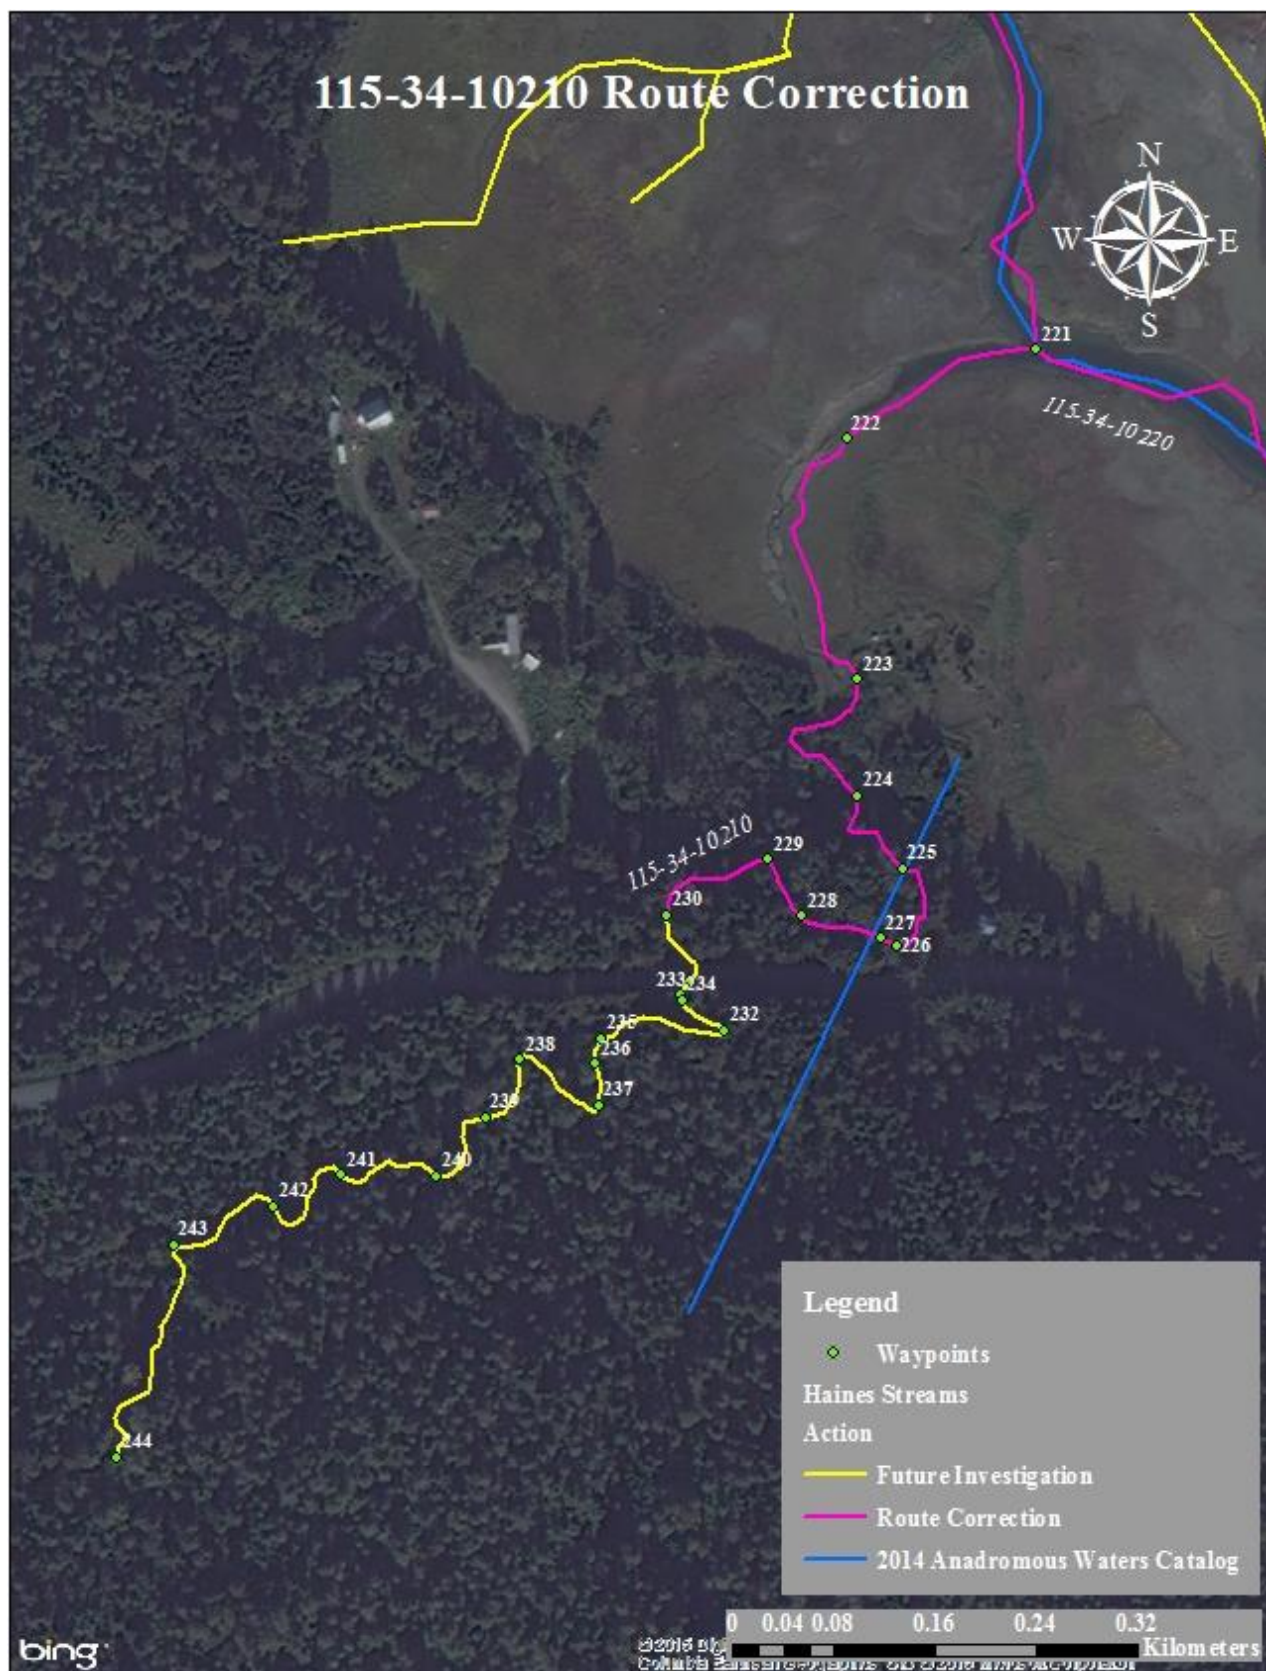 115-34-10210 Route Correction
N
W E
S
221
115-34-10220
222
223
224
225
115-34-10210
229
230
228
227
226
233
234
232
235
236
238
237
239
240
241
242
243
244
Legend
Waypoints
Haines Streams
Action
Future Investigation
Route Correction
2014 Anadromous Waters Catalog
0 0.04 0.08 0.16 0.24 0.32
Kilometers
bing